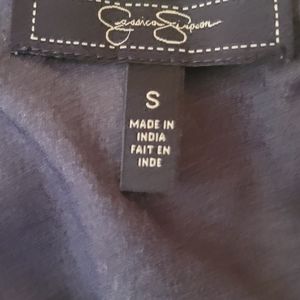 Jessica Simpson
S
MADE IN
INDIA
FAIT EN
INDE